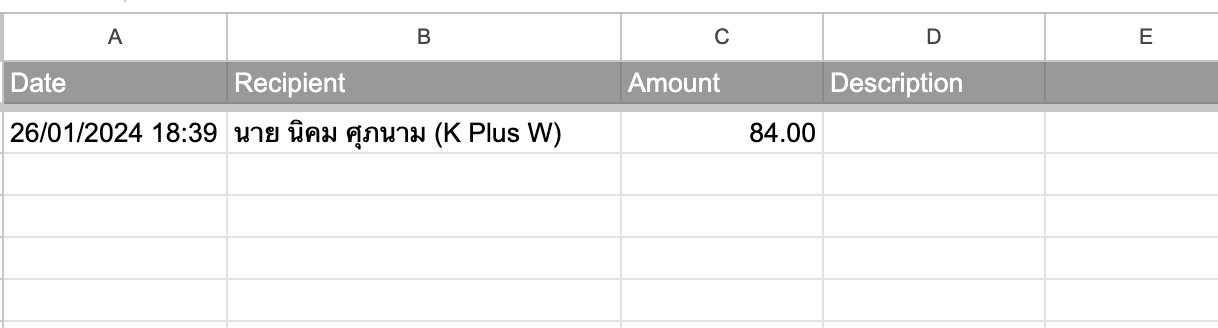 A B C D E
Date Recipient Amount Description
26/01/2024 18:39 นาย นิคม ศุภนาม (K Plus W) 84.00